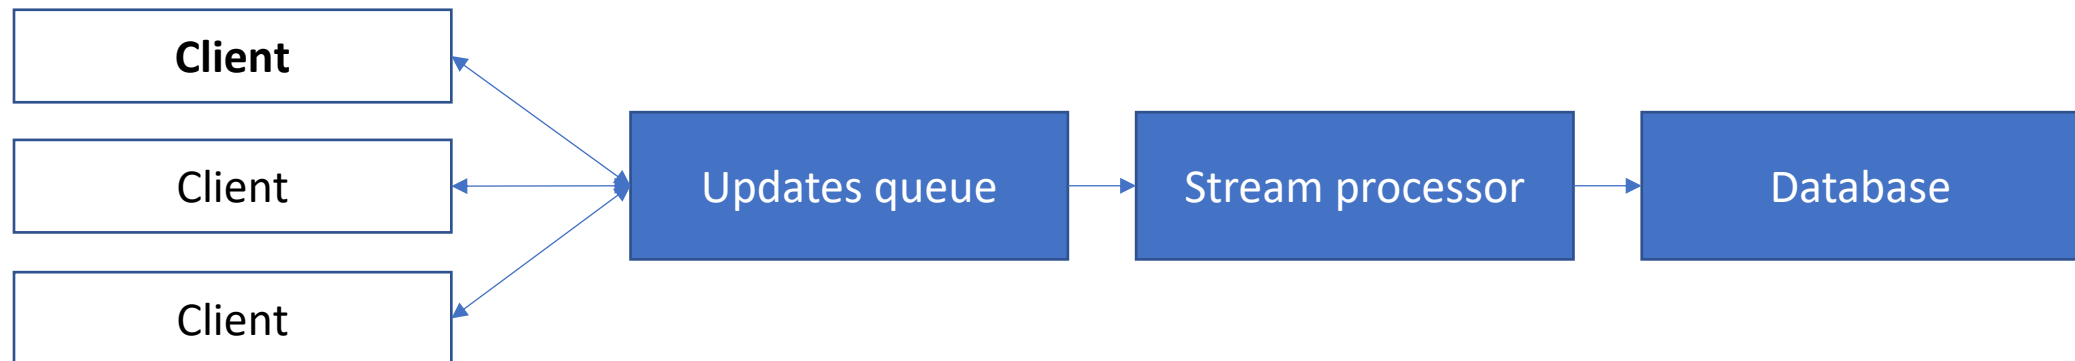 Client
Client
Client
Updates queue
Stream processor
Database